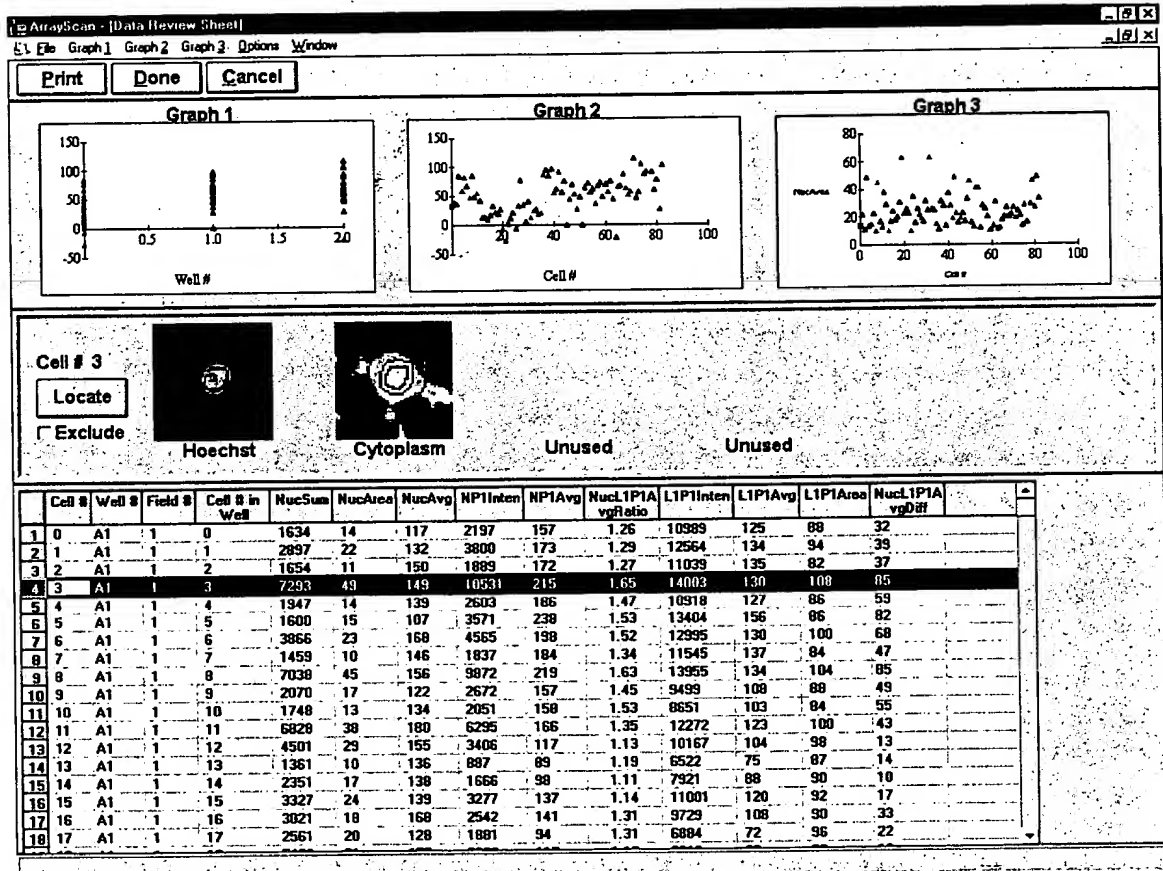 ArrayScan - [Data Review Sheet]
File Graph 1 Graph 2 Graph 3 Options Window
Print Done Cancel
Graph 1 Graph 2 Graph 3
150
100
50
0
-50
0.5 1.0 1.5 2.0
Well #
150
100
50
0
-50
20 40 60 80 100
Cell #
80
60
40
20
0
NucArea
0 20 40 60 80 100
Cell #
Cell # 3
Locate
Exclude
Hoechst Cytoplasm Unused Unused
Cell # Well # Field # Cell # in Well NucSum NucArea NucAvg NP1Inten NP1Avg NucL1P1AvgRatio L1P1Inten L1P1Avg L1P1Area NucL1P1AvgDiff
1 0 A1 1 0 1634 14 117 2197 157 1.26 10989 125 88 32
2 1 A1 1 1 2897 22 132 3800 173 1.29 12564 134 94 39
3 2 A1 1 2 1654 11 150 1889 172 1.27 11039 135 82 37
4 3 A1 1 3 7293 49 149 10531 215 1.65 14003 130 108 85
5 4 A1 1 4 1947 14 139 2603 186 1.47 10918 127 86 59
6 5 A1 1 5 1600 15 107 3571 238 1.53 13404 156 86 82
7 6 A1 1 6 3866 23 168 4565 198 1.52 12995 130 100 68
8 7 A1 1 7 1459 10 146 1837 184 1.34 11545 137 84 47
9 8 A1 1 8 7038 45 156 9872 219 1.63 13955 134 104 85
10 9 A1 1 9 2070 17 122 2672 157 1.45 9499 108 88 49
11 10 A1 1 10 1748 13 134 2051 158 1.53 8651 103 84 55
12 11 A1 1 11 6828 38 180 6295 166 1.35 12272 123 100 43
13 12 A1 1 12 4501 29 155 3406 117 1.13 10167 104 98 13
14 13 A1 1 13 1361 10 136 887 89 1.19 6522 75 87 14
15 14 A1 1 14 2351 17 138 1666 98 1.11 7921 88 90 10
16 15 A1 1 15 3327 24 139 3277 137 1.14 11001 120 92 17
17 16 A1 1 16 3021 18 168 2542 141 1.31 9729 108 90 33
18 17 A1 1 17 2561 20 128 1881 94 1.31 6884 72 96 22